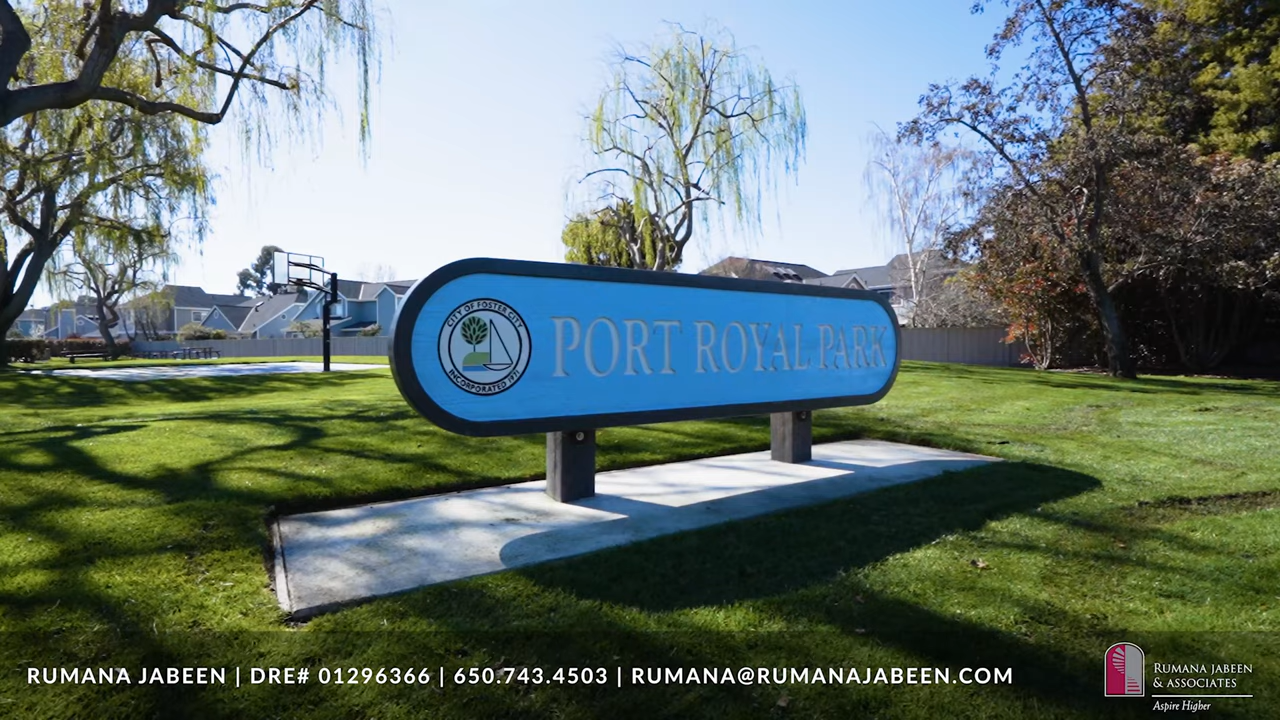 CITY OF FOSTER CITY
INCORPORATED 1971
PORT ROYAL PARK
RUMANA JABEEN | DRE# 01296369 | 650.743.4503 | RUMANA@RUMANAJABEEN.COM
RUMANA JABEEN
& ASSOCIATES
Aspire Higher